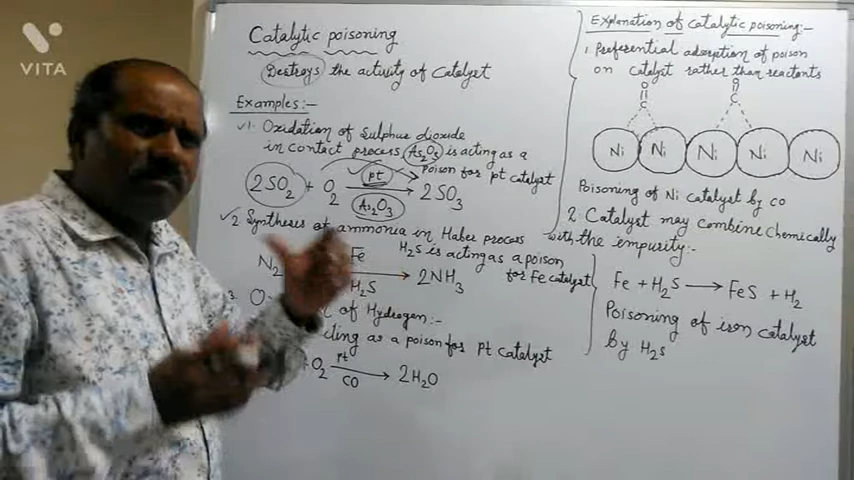 VITA
Catalytic poisoning
Destroys the activity of Catalyst
Examples:-
1. Oxidation of Sulphur dioxide
in contact process As2O3 is acting as a
Poison for pt catalyst
2SO2 + O2 pt As2O3 2SO3
2 Syntheses of ammonia in Haber process
H2S is acting as a poison
for Fe catalyst
N2 Fe H2S → 2NH3
3. O of Hydrogen:-
cting as a poison for Pt catalyst
+O2 Pt CO → 2H2O
Explanation of catalytic poisoning:-
1. Preferential adsorption of poison
on catalyst rather than reactants
O O
C C
Ni Ni Ni Ni Ni
Poisoning of Ni catalyst by co
2. Catalyst may combine chemically
with the impurity:-
Fe + H2S → FeS + H2
Poisoning of iron catalyst
by H2s